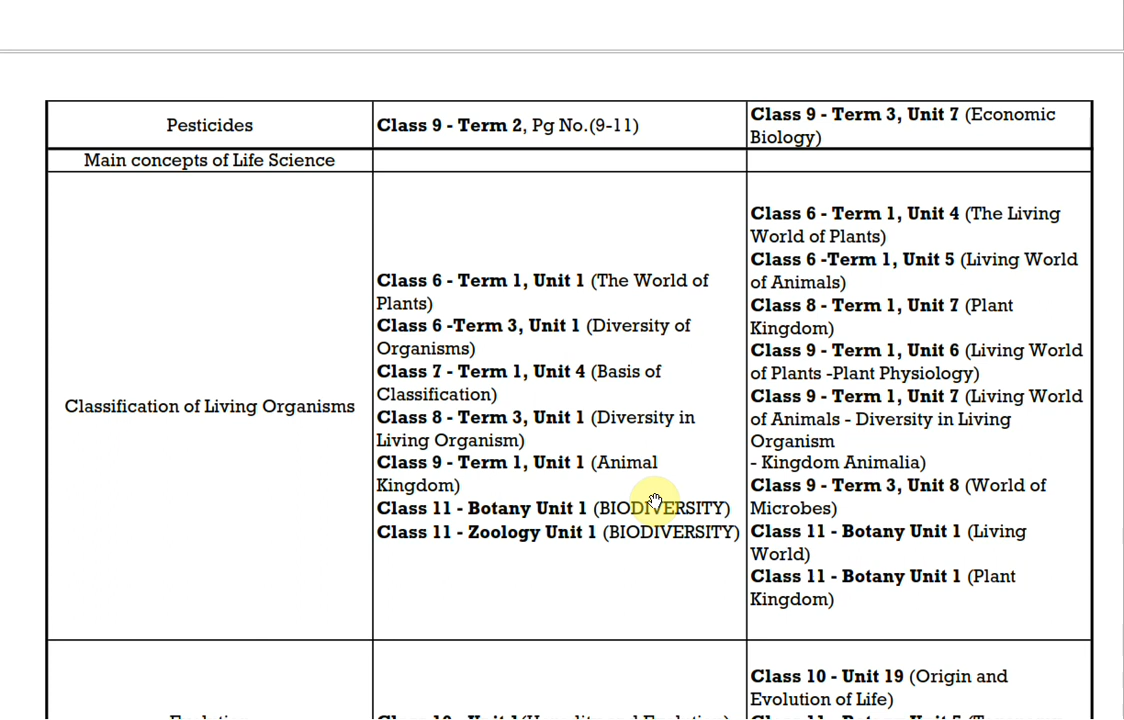 Pesticides
Class 9 - Term 2, Pg No.(9-11)
Class 9 - Term 3, Unit 7 (Economic
Biology)
Main concepts of Life Science
Classification of Living Organisms
Class 6 - Term 1, Unit 1 (The World of
Plants)
Class 6 -Term 3, Unit 1 (Diversity of
Organisms)
Class 7 - Term 1, Unit 4 (Basis of
Classification)
Class 8 - Term 3, Unit 1 (Diversity in
Living Organism)
Class 9 - Term 1, Unit 1 (Animal
Kingdom)
Class 11 - Botany Unit 1 (BIODIVERSITY)
Class 11 - Zoology Unit 1 (BIODIVERSITY)
Class 6 - Term 1, Unit 4 (The Living
World of Plants)
Class 6 -Term 1, Unit 5 (Living World
of Animals)
Class 8 - Term 1, Unit 7 (Plant
Kingdom)
Class 9 - Term 1, Unit 6 (Living World
of Plants -Plant Physiology)
Class 9 - Term 1, Unit 7 (Living World
of Animals - Diversity in Living
Organism
- Kingdom Animalia)
Class 9 - Term 3, Unit 8 (World of
Microbes)
Class 11 - Botany Unit 1 (Living
World)
Class 11 - Botany Unit 1 (Plant
Kingdom)
Class 10 - Unit 19 (Origin and
Evolution of Life)